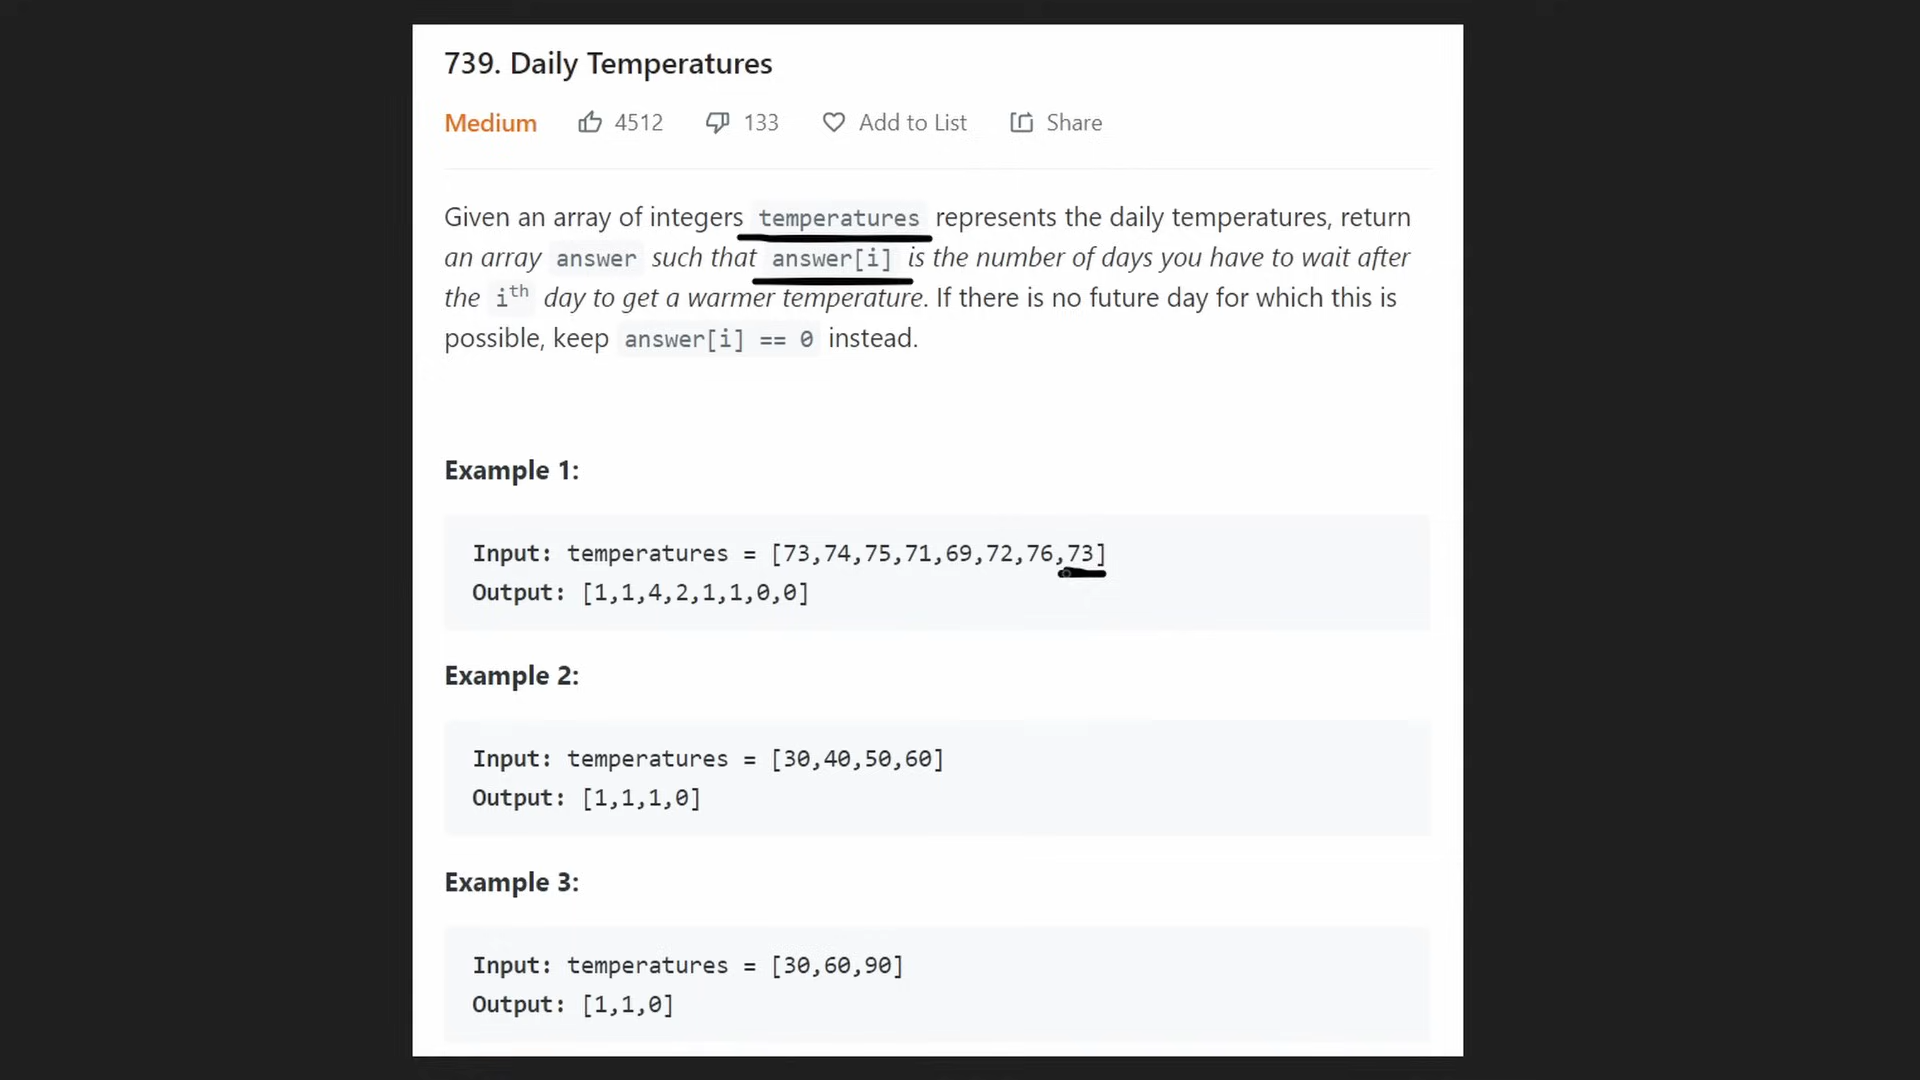 739. Daily Temperatures
Medium 4512 133 Add to List Share
Given an array of integers temperatures represents the daily temperatures, return
an array answer such that answer[i] is the number of days you have to wait after
the ith day to get a warmer temperature. If there is no future day for which this is
possible, keep answer[i] == 0 instead.
Example 1:
Input: temperatures = [73,74,75,71,69,72,76,73]
Output: [1,1,4,2,1,1,0,0]
Example 2:
Input: temperatures = [30,40,50,60]
Output: [1,1,1,0]
Example 3:
Input: temperatures = [30,60,90]
Output: [1,1,0]